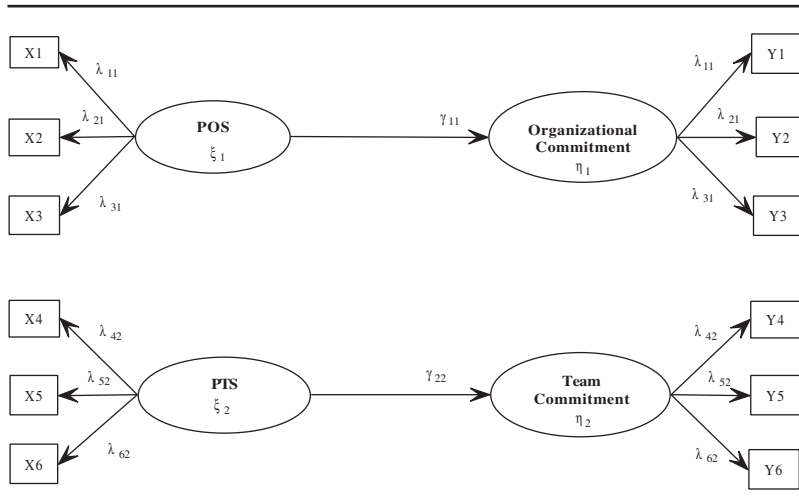 X1
λ 11
X2
λ 21
X3
λ 31
POS
ξ 1
γ 11
Organizational
Commitment
η 1
λ 11
Y1
λ 21
Y2
λ 31
Y3
X4
λ 42
X5
λ 52
X6
λ 62
PTS
ξ 2
γ 22
Team
Commitment
η 2
λ 42
Y4
λ 52
Y5
λ 62
Y6